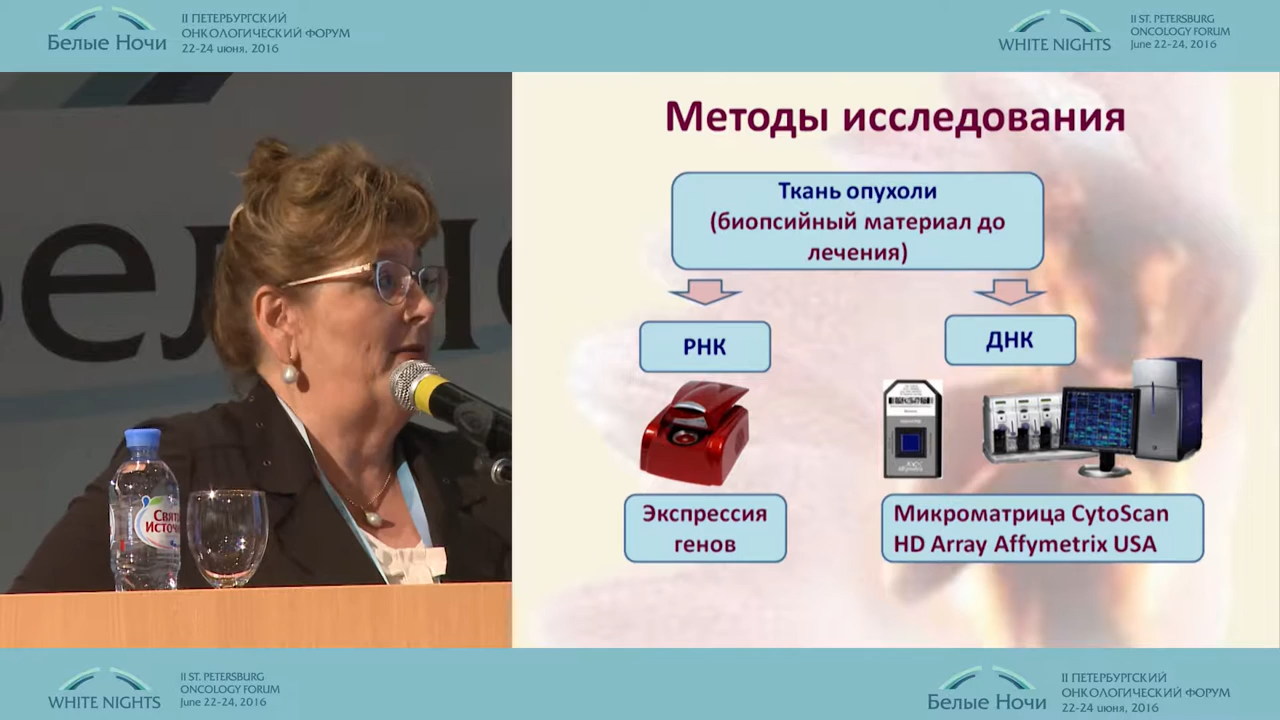 Белые Ночи
II ПЕТЕРБУРГСКИЙ
ОНКОЛОГИЧЕСКИЙ ФОРУМ
22-24 июня, 2016
WHITE NIGHTS
II ST. PETERSBURG
ONCOLOGY FORUM
June 22-24, 2016
Методы исследования
Ткань опухоли
(биопсийный материал до
лечения)
РНК
ДНК
Экспрессия
генов
Микроматрица CytoScan
HD Array Affymetrix USA
WHITE NIGHTS
II ST. PETERSBURG
ONCOLOGY FORUM
June 22-24, 2016
Белые Ночи
II ПЕТЕРБУРГСКИЙ
ОНКОЛОГИЧЕСКИЙ ФОРУМ
22-24 июня, 2016